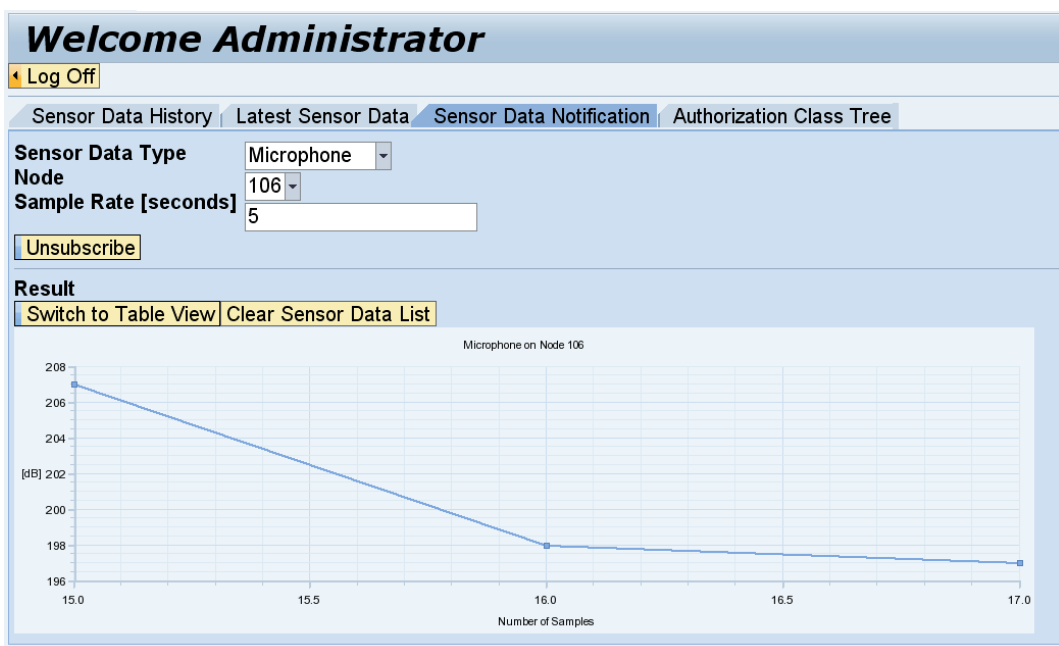 Welcome Administrator
Log Off
Sensor Data History Latest Sensor Data Sensor Data Notification Authorization Class Tree
Sensor Data Type Microphone
Node 106
Sample Rate [seconds] 5
Unsubscribe
Result
Switch to Table View Clear Sensor Data List
Microphone on Node 106
208
206
204
[dB] 202
200
198
196
15.0 15.5 16.0 16.5 17.0
Number of Samples